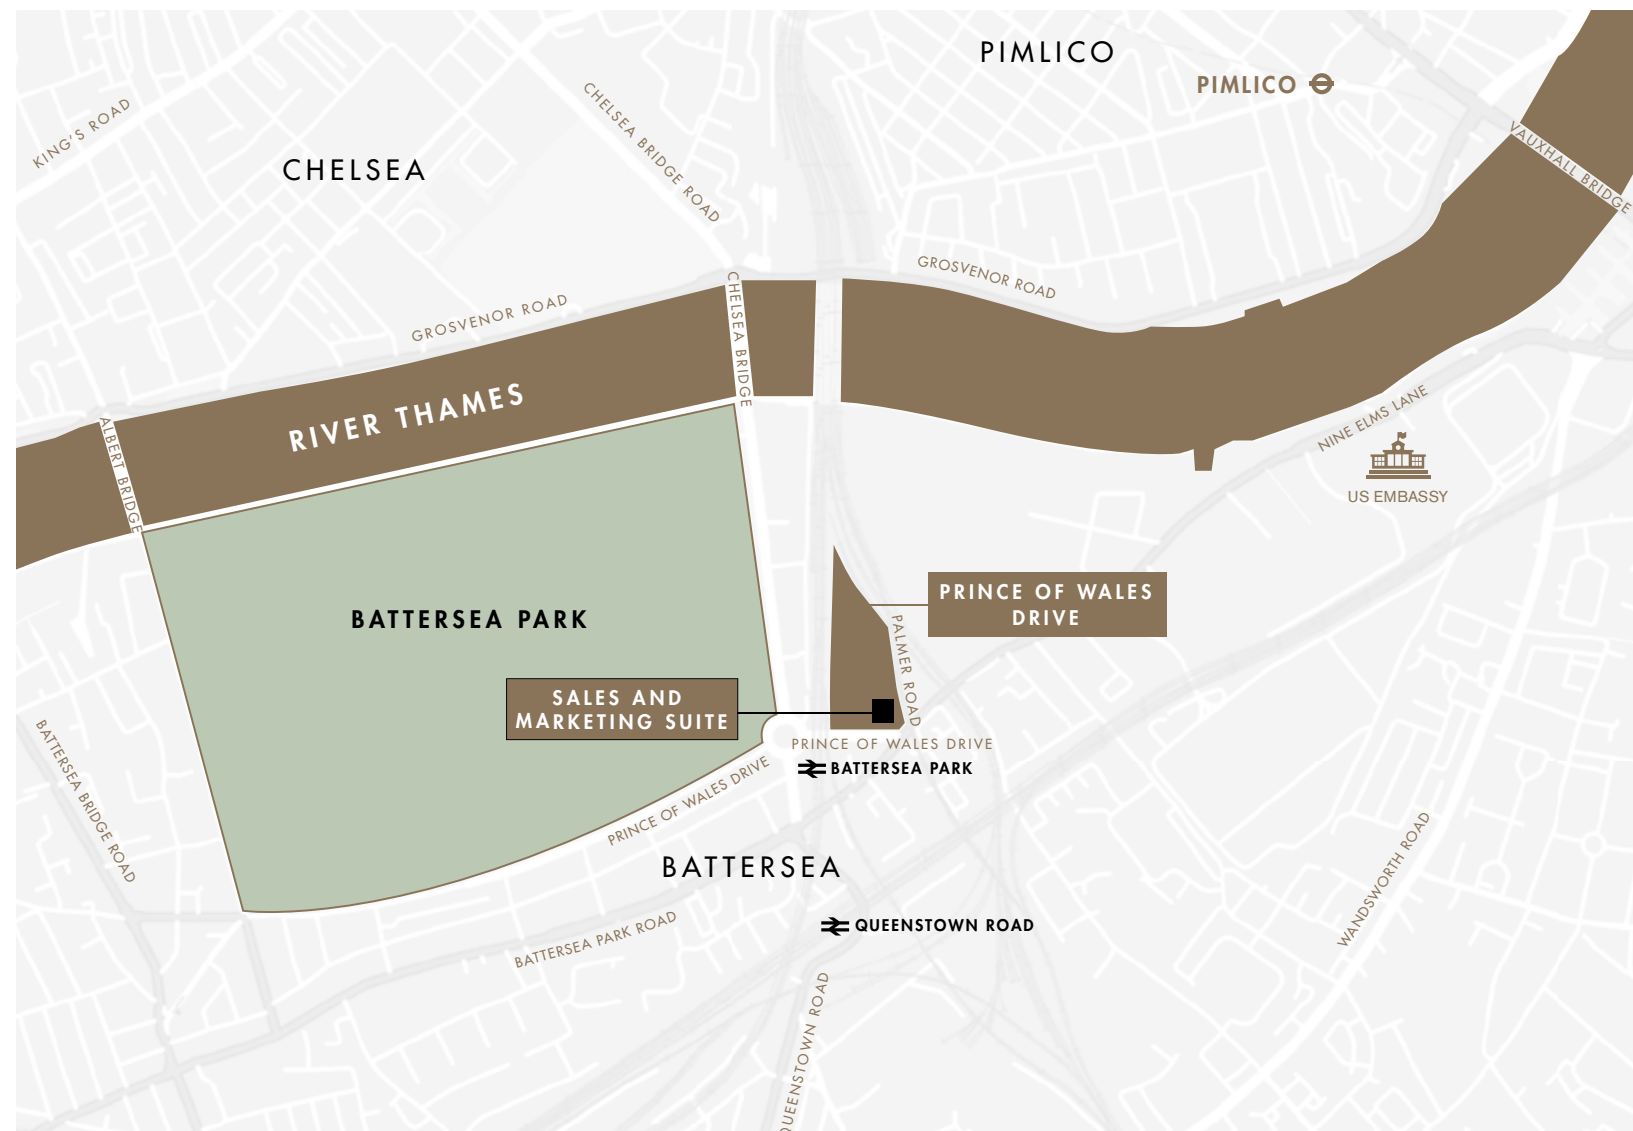 PIMLICO
PIMLICO
KING'S ROAD
CHELSEA BRIDGE ROAD
VAUXHALL BRIDGE
CHELSEA
GROSVENOR ROAD
GROSVENOR ROAD
CHELSEA BRIDGE
RIVER THAMES
ALBERT BRIDGE
NINE ELMS LANE
US EMBASSY
PRINCE OF WALES
DRIVE
BATTERSEA PARK
PALMER ROAD
SALES AND
MARKETING SUITE
PRINCE OF WALES DRIVE
BATTERSEA PARK
BATTERSEA BRIDGE ROAD
PRINCE OF WALES DRIVE
BATTERSEA
WANDSWORTH ROAD
BATTERSEA PARK ROAD
QUEENSTOWN ROAD
QUEENSTOWN ROAD